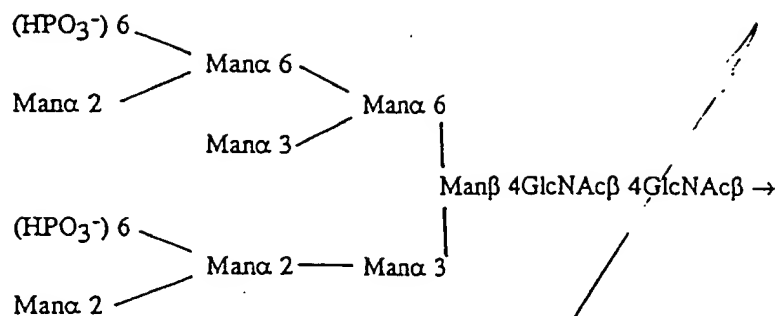 (HPO₃⁻) 6
Manα 6
Manα 2
Manα 6
Manα 3
Manβ 4GlcNAcβ 4GlcNAcβ →
(HPO₃⁻) 6
Manα 2
Manα 3
Manα 2